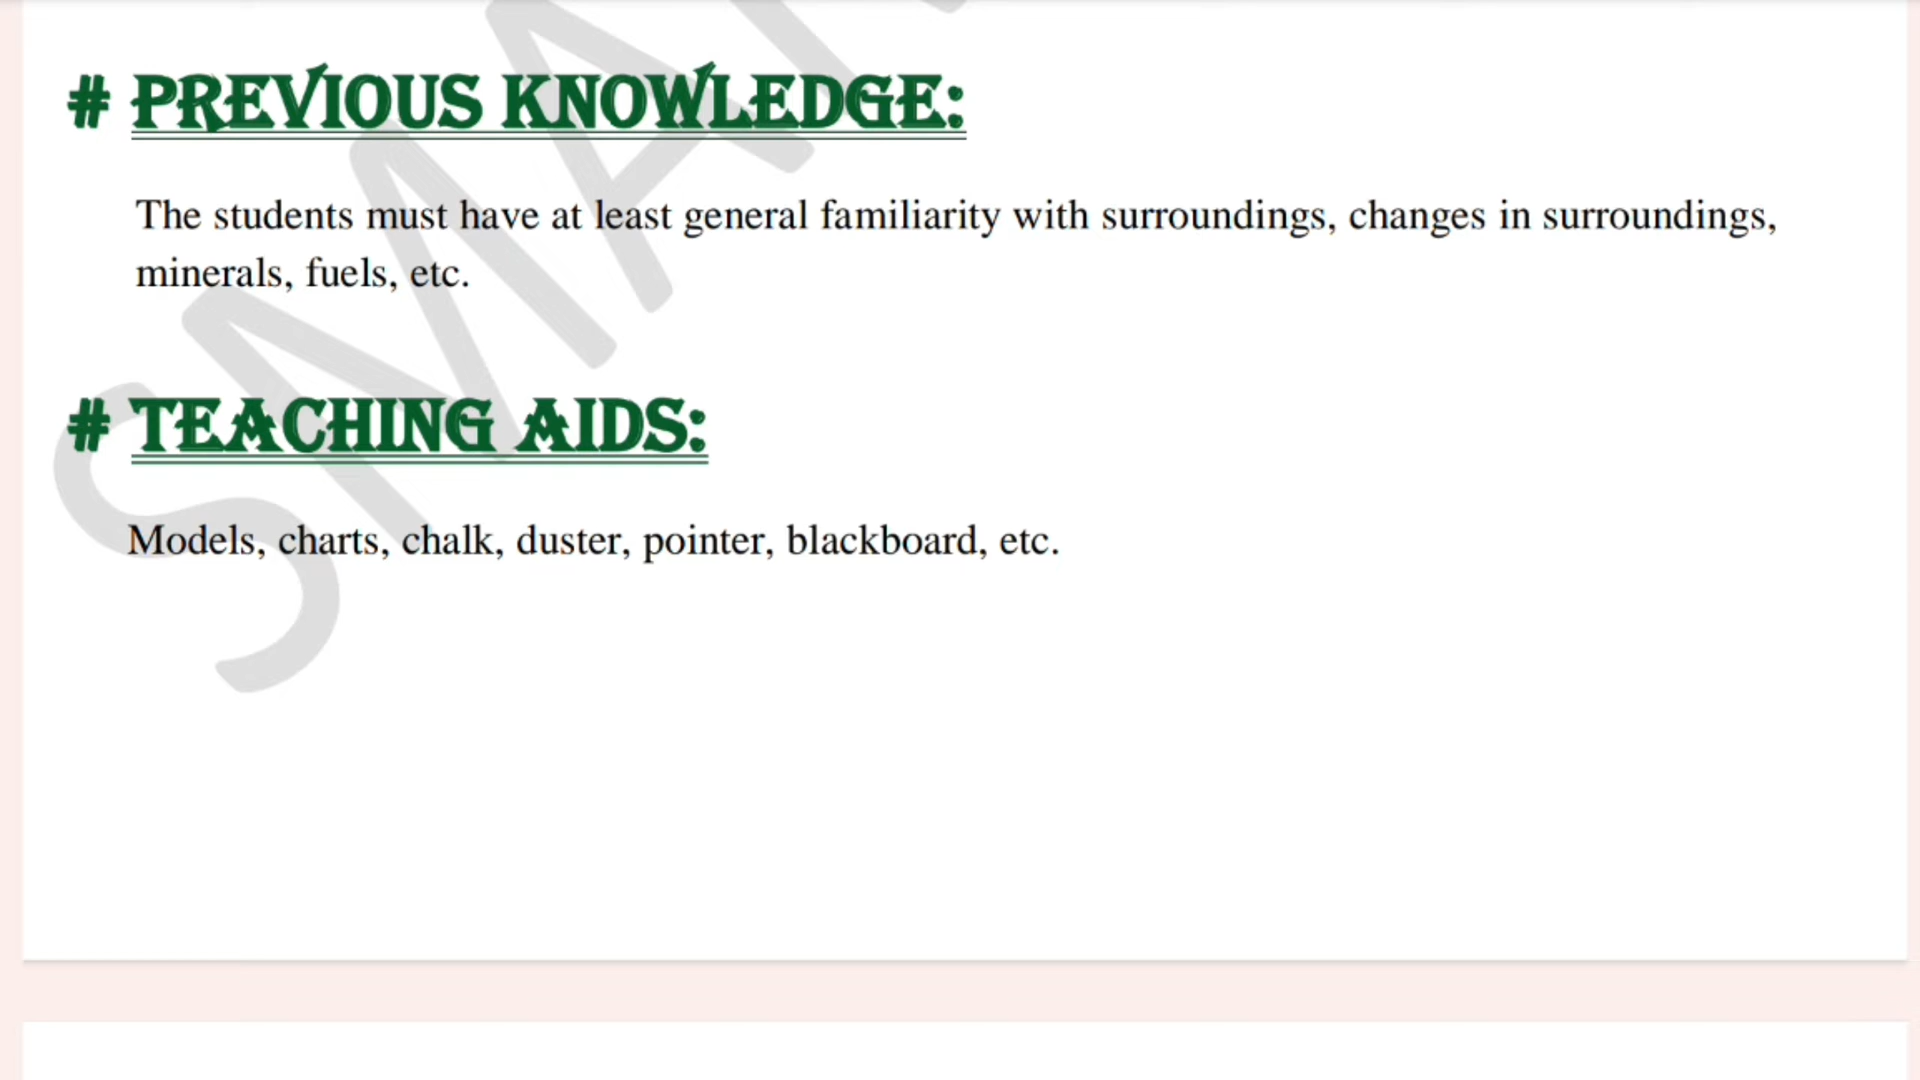 # PREVIOUS KNOWLEDGE:
The students must have at least general familiarity with surroundings, changes in surroundings,
minerals, fuels, etc.
# TEACHING AIDS:
Models, charts, chalk, duster, pointer, blackboard, etc.